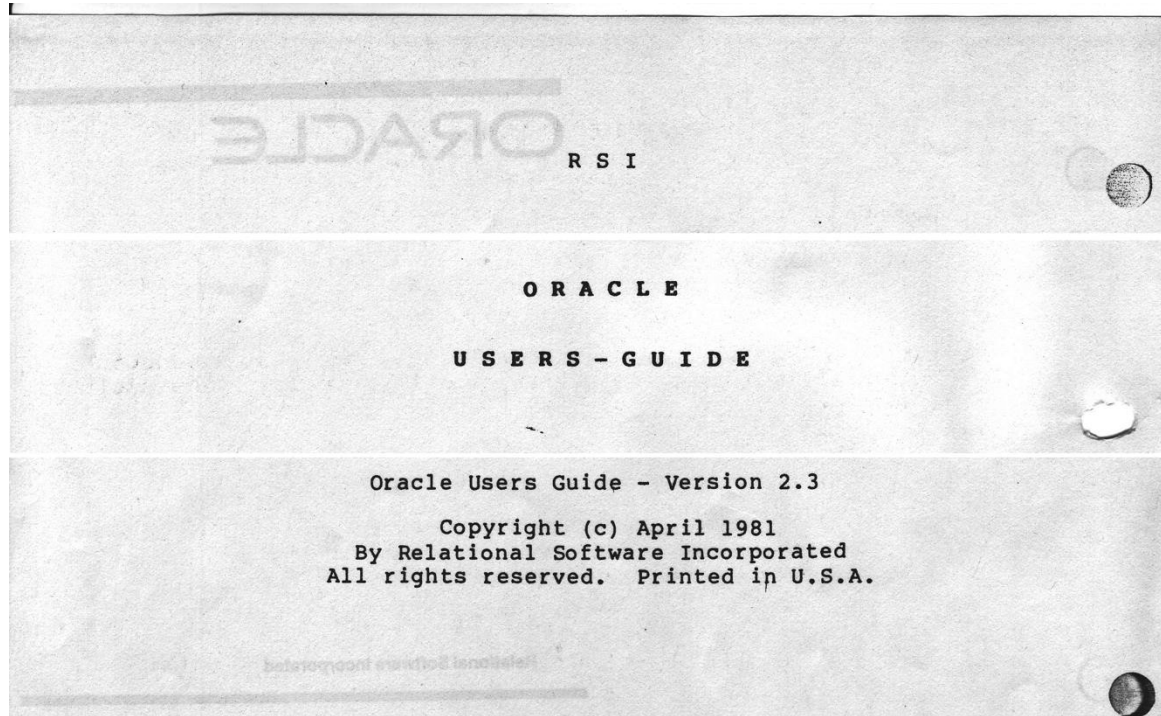 ORACLE
R S I
O R A C L E
U S E R S - G U I D E
Oracle Users Guide - Version 2.3
Copyright (c) April 1981
By Relational Software Incorporated
All rights reserved.  Printed in U.S.A.
Relational Software Incorporated